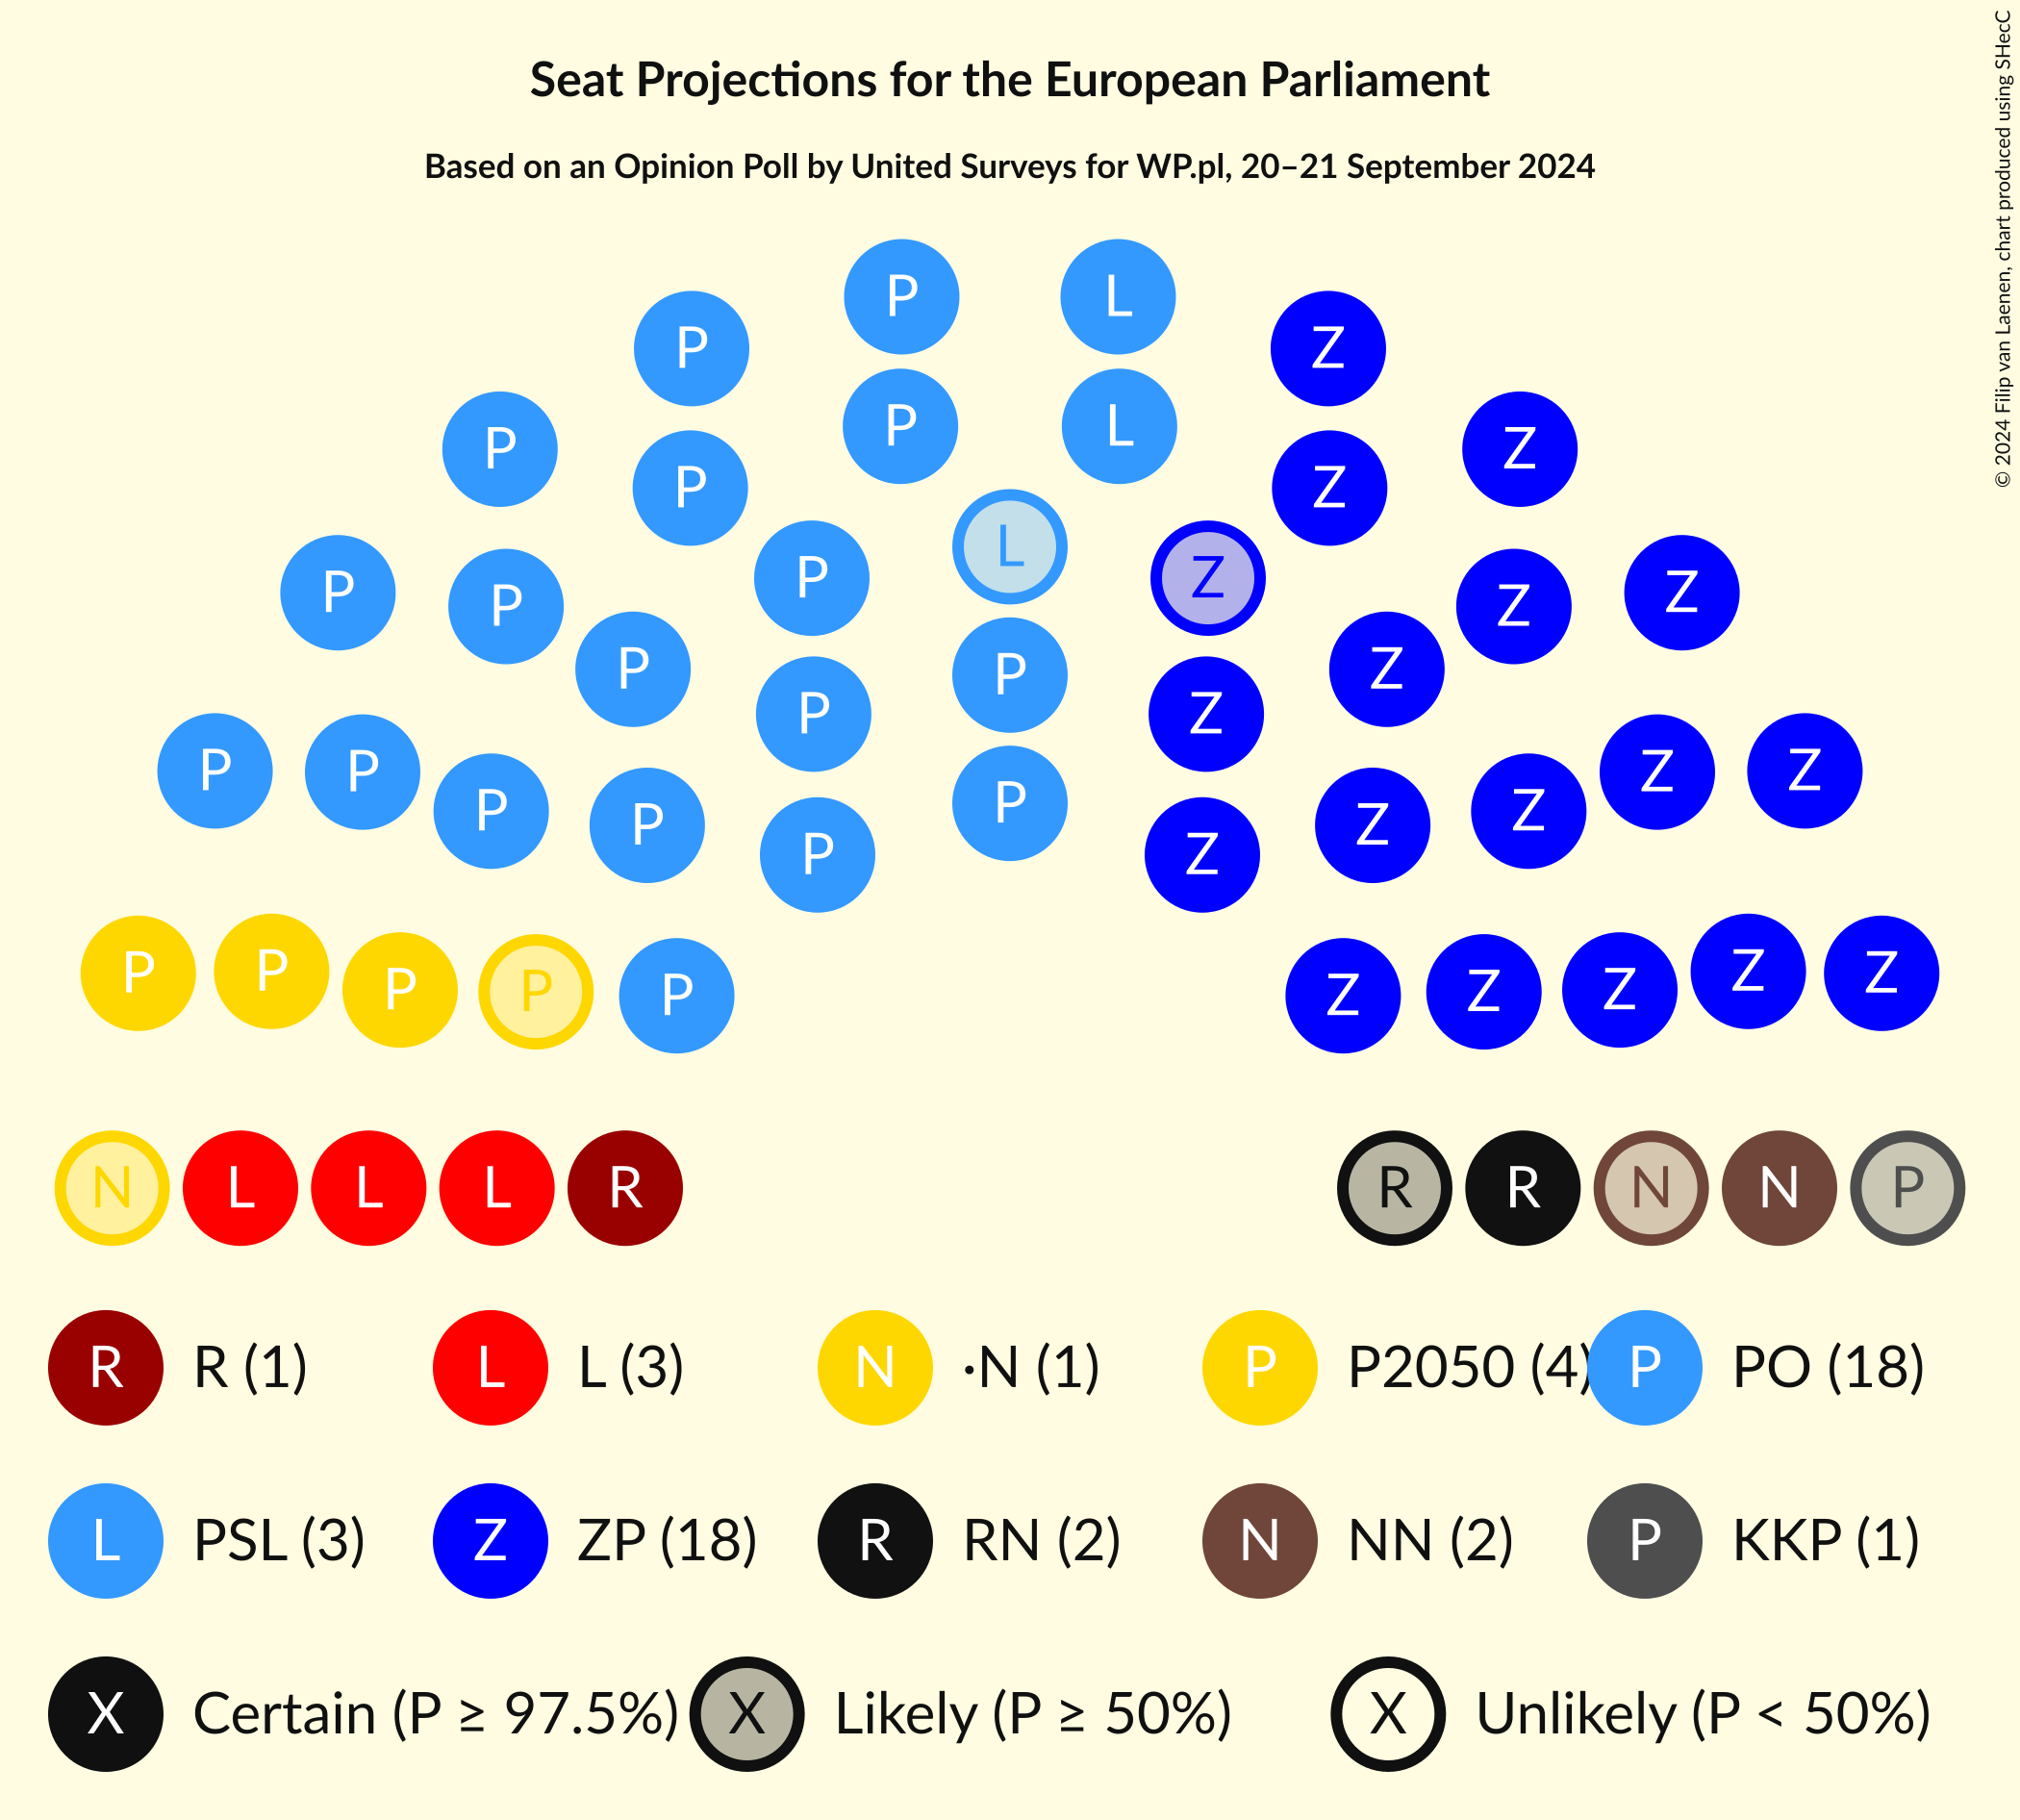 Seat Projections for the European Parliament
Based on an Opinion Poll by United Surveys for WP.pl, 20–21 September 2024
© 2024 Filip van Laenen, chart produced using SHecC
P L
P Z
P L
P Z
P Z
L
P Z
P Z
P Z
P Z
P
P Z
P P Z Z
P
P Z
P Z
P Z
P P P P P Z Z Z Z Z
N L L L R R R N N P
R R (1) L L (3) N ·N (1) P P2050 (4) P PO (18)
L PSL (3) Z ZP (18) R RN (2) N NN (2) P KKP (1)
X Certain (P ≥ 97.5%) X Likely (P ≥ 50%) X Unlikely (P < 50%)